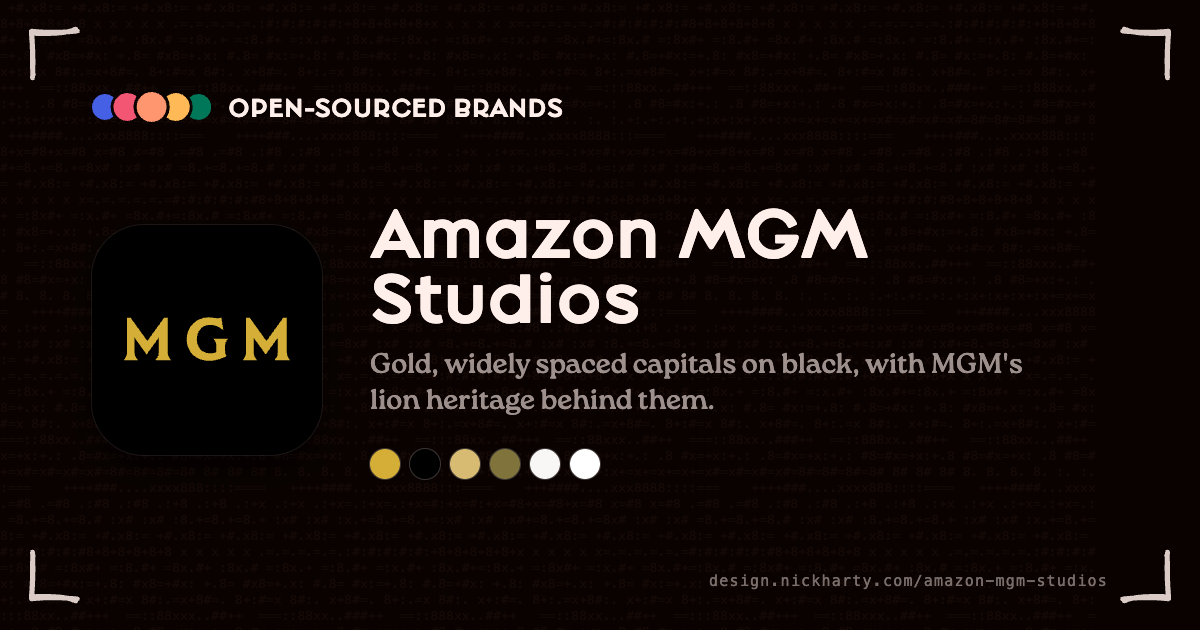 OPEN-SOURCED BRANDS
MGM
Amazon MGM
Studios
Gold, widely spaced capitals on black, with MGM's
lion heritage behind them.
design.nickharty.com/amazon-mgm-studios